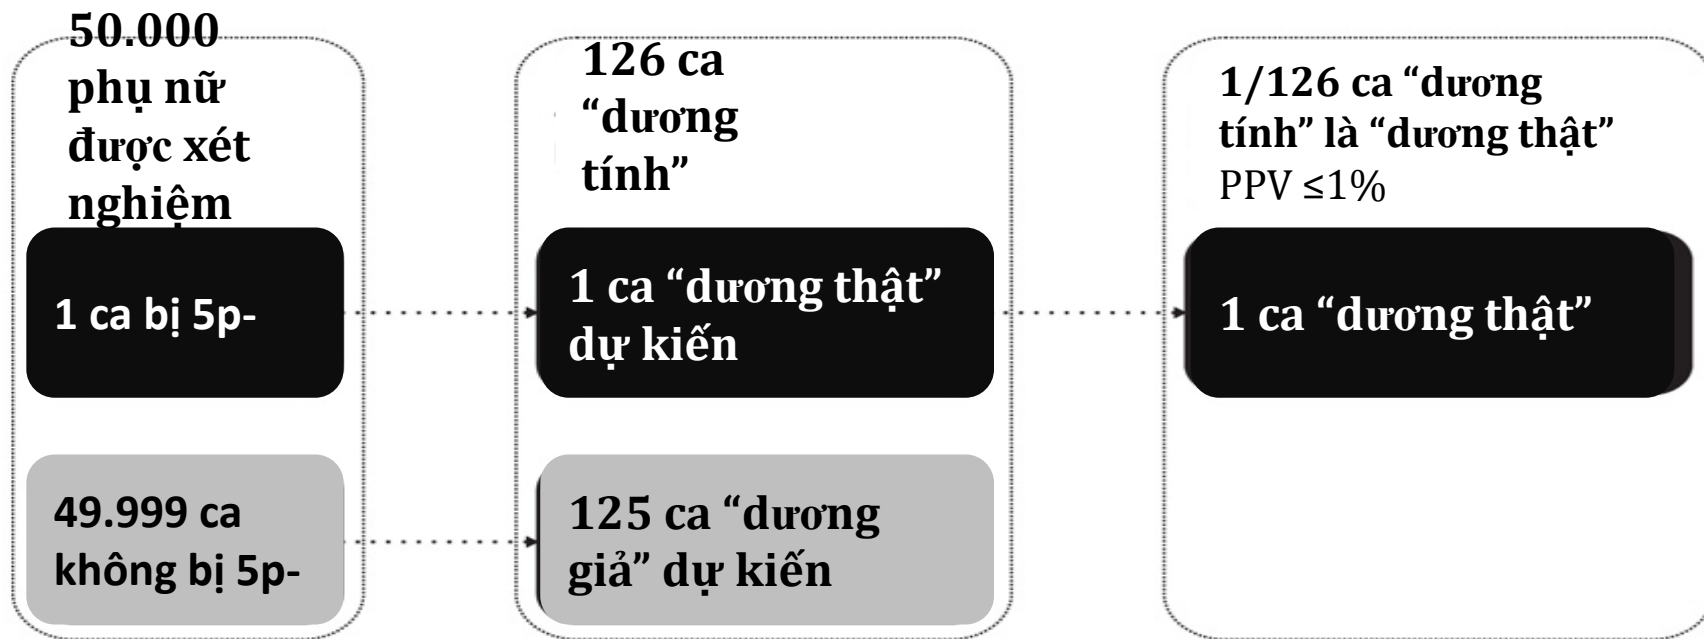 50.000
phụ nữ
được xét
nghiệm
1 ca bị 5p-
49.999 ca
không bị 5p-
126 ca
“dương
tính”
1 ca “dương thật”
dự kiến
125 ca “dương
giả” dự kiến
1/126 ca “dương
tính” là “dương thật”
PPV ≤1%
1 ca “dương thật”